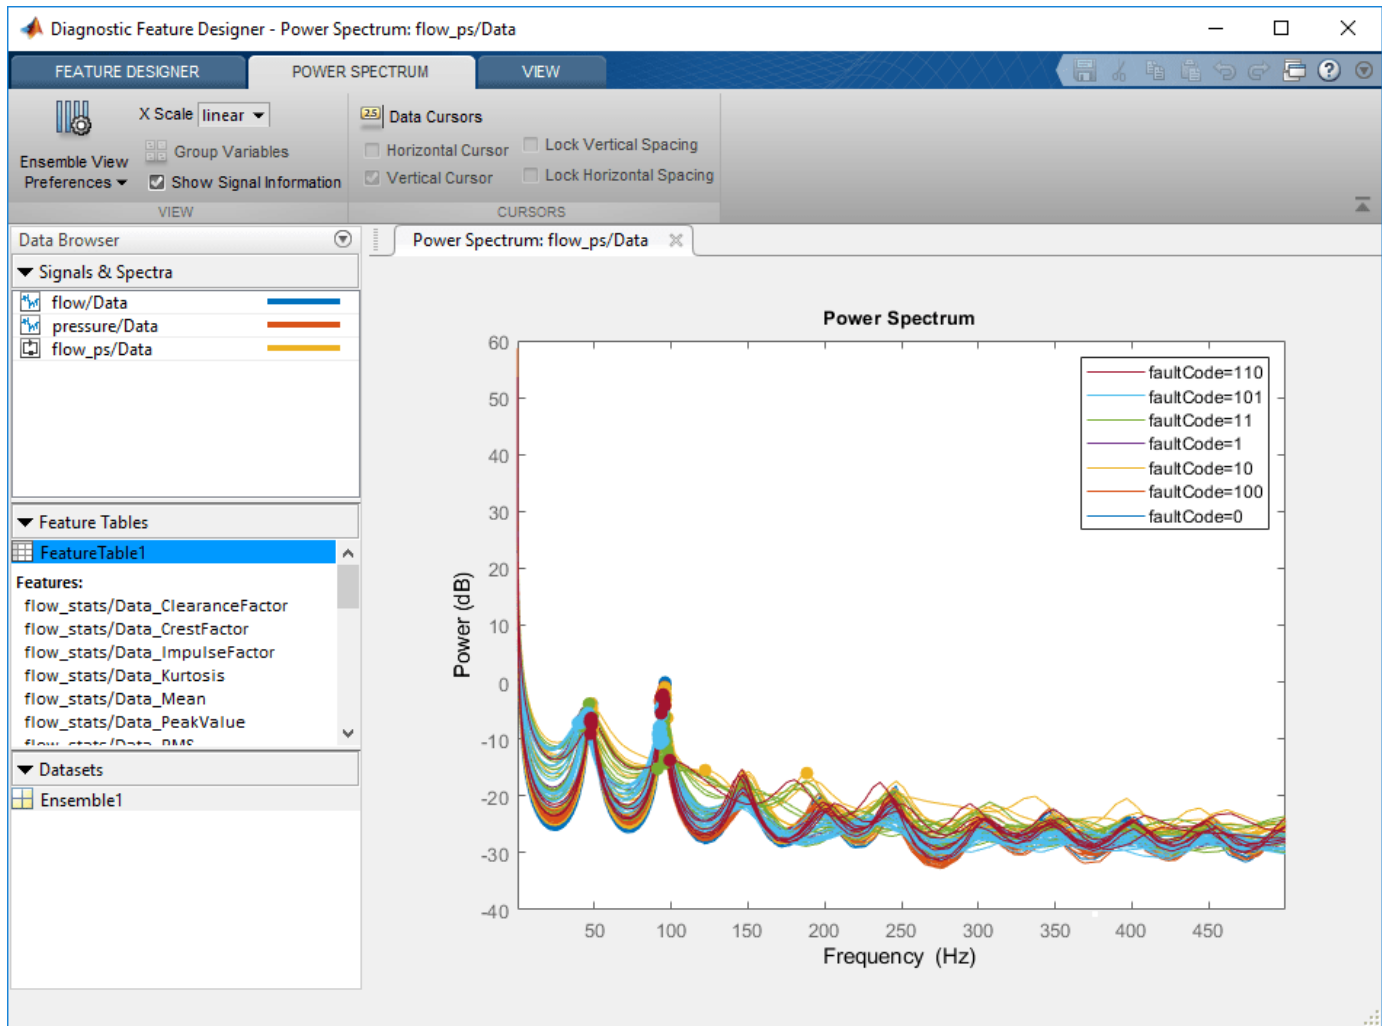 Diagnostic Feature Designer - Power Spectrum: flow_ps/Data
FEATURE DESIGNER
POWER SPECTRUM
VIEW
?
X Scale linear
Ensemble View
Preferences
Group Variables
Show Signal Information
VIEW
2.5 Data Cursors
Horizontal Cursor
Lock Vertical Spacing
Vertical Cursor
Lock Horizontal Spacing
CURSORS
Data Browser
Signals & Spectra
flow/Data
pressure/Data
flow_ps/Data
Feature Tables
FeatureTable1
Features:
flow_stats/Data_ClearanceFactor
flow_stats/Data_CrestFactor
flow_stats/Data_ImpulseFactor
flow_stats/Data_Kurtosis
flow_stats/Data_Mean
flow_stats/Data_PeakValue
flow_stats/Data_RMS
Datasets
Ensemble1
Power Spectrum: flow_ps/Data
Power Spectrum
60
50
40
30
20
10
0
-10
-20
-30
-40
Power (dB)
faultCode=110
faultCode=101
faultCode=11
faultCode=1
faultCode=10
faultCode=100
faultCode=0
50 100 150 200 250 300 350 400 450
Frequency (Hz)